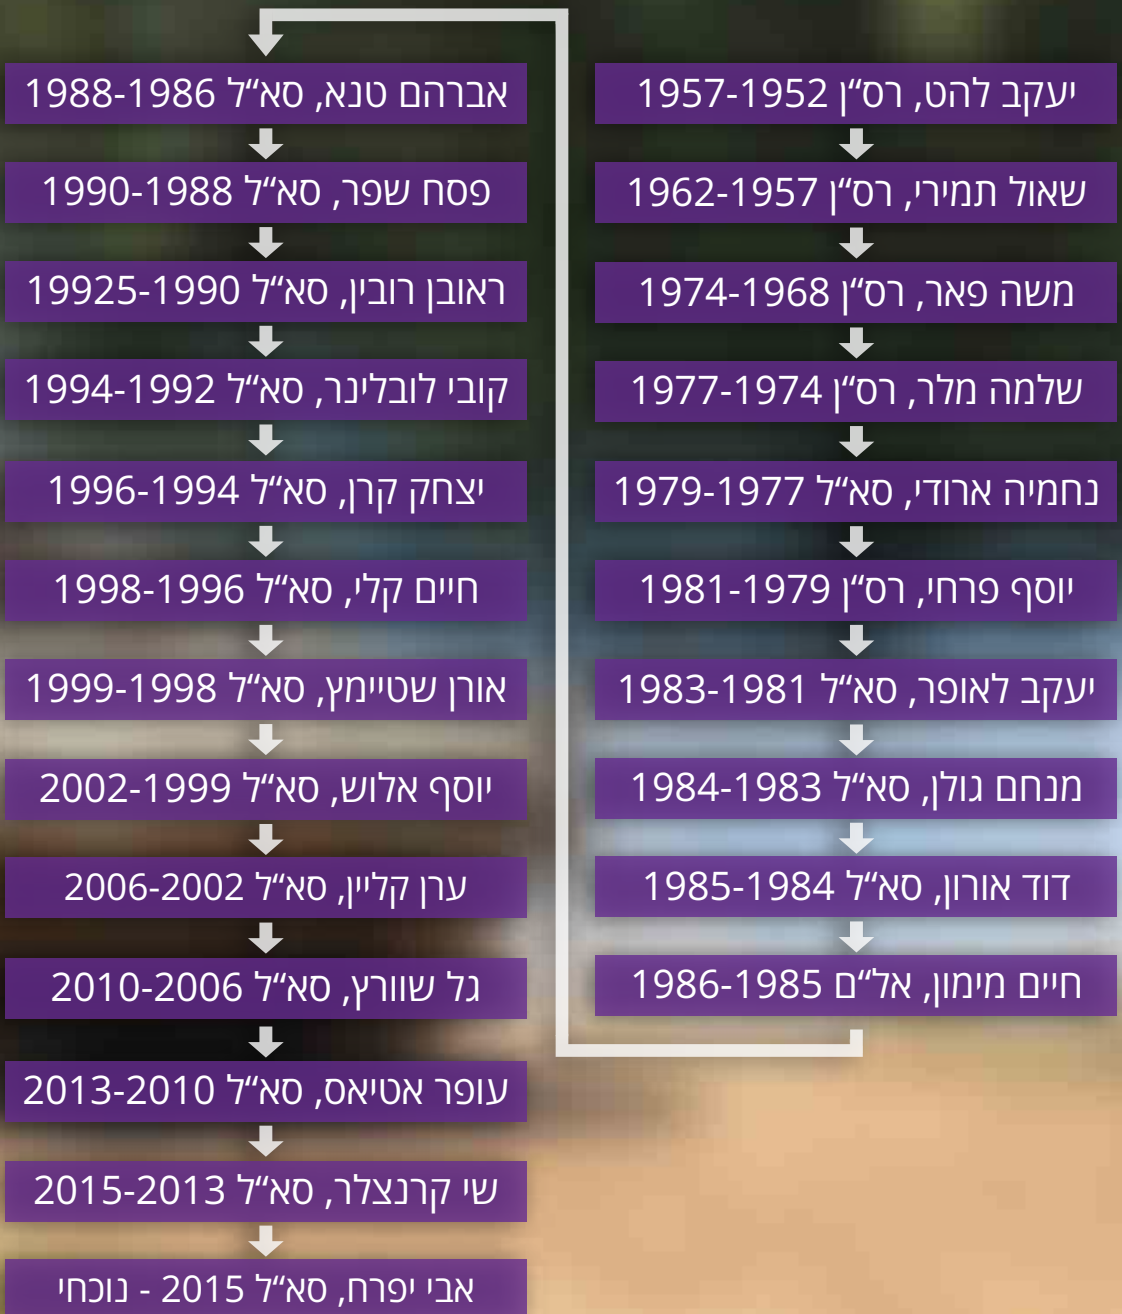 יעקב להט, רס“ן 1957-1952
שאול תמירי, רס“ן 1962-1957
משה פאר, רס“ן 1974-1968
שלמה מלר, רס“ן 1977-1974
נחמיה ארודי, סא“ל 1979-1977
יוסף פרחי, רס“ן 1981-1979
יעקב לאופר, סא“ל 1983-1981
מנחם גולן, סא“ל 1984-1983
דוד אורון, סא“ל 1985-1984
חיים מימון, אל“ם 1986-1985
אברהם טנא, סא“ל 1988-1986
פסח שפר, סא“ל 1990-1988
ראובן רובין, סא“ל 19925-1990
קובי לובלינר, סא“ל 1994-1992
יצחק קרן, סא“ל 1996-1994
חיים קלי, סא“ל 1998-1996
אורן שטיימץ, סא“ל 1999-1998
יוסף אלוש, סא“ל 2002-1999
ערן קליין, סא“ל 2006-2002
גל שוורץ, סא“ל 2010-2006
עופר אטיאס, סא“ל 2013-2010
שי קרנצלר, סא“ל 2015-2013
אבי יפרח, סא“ל 2015 - נוכחי